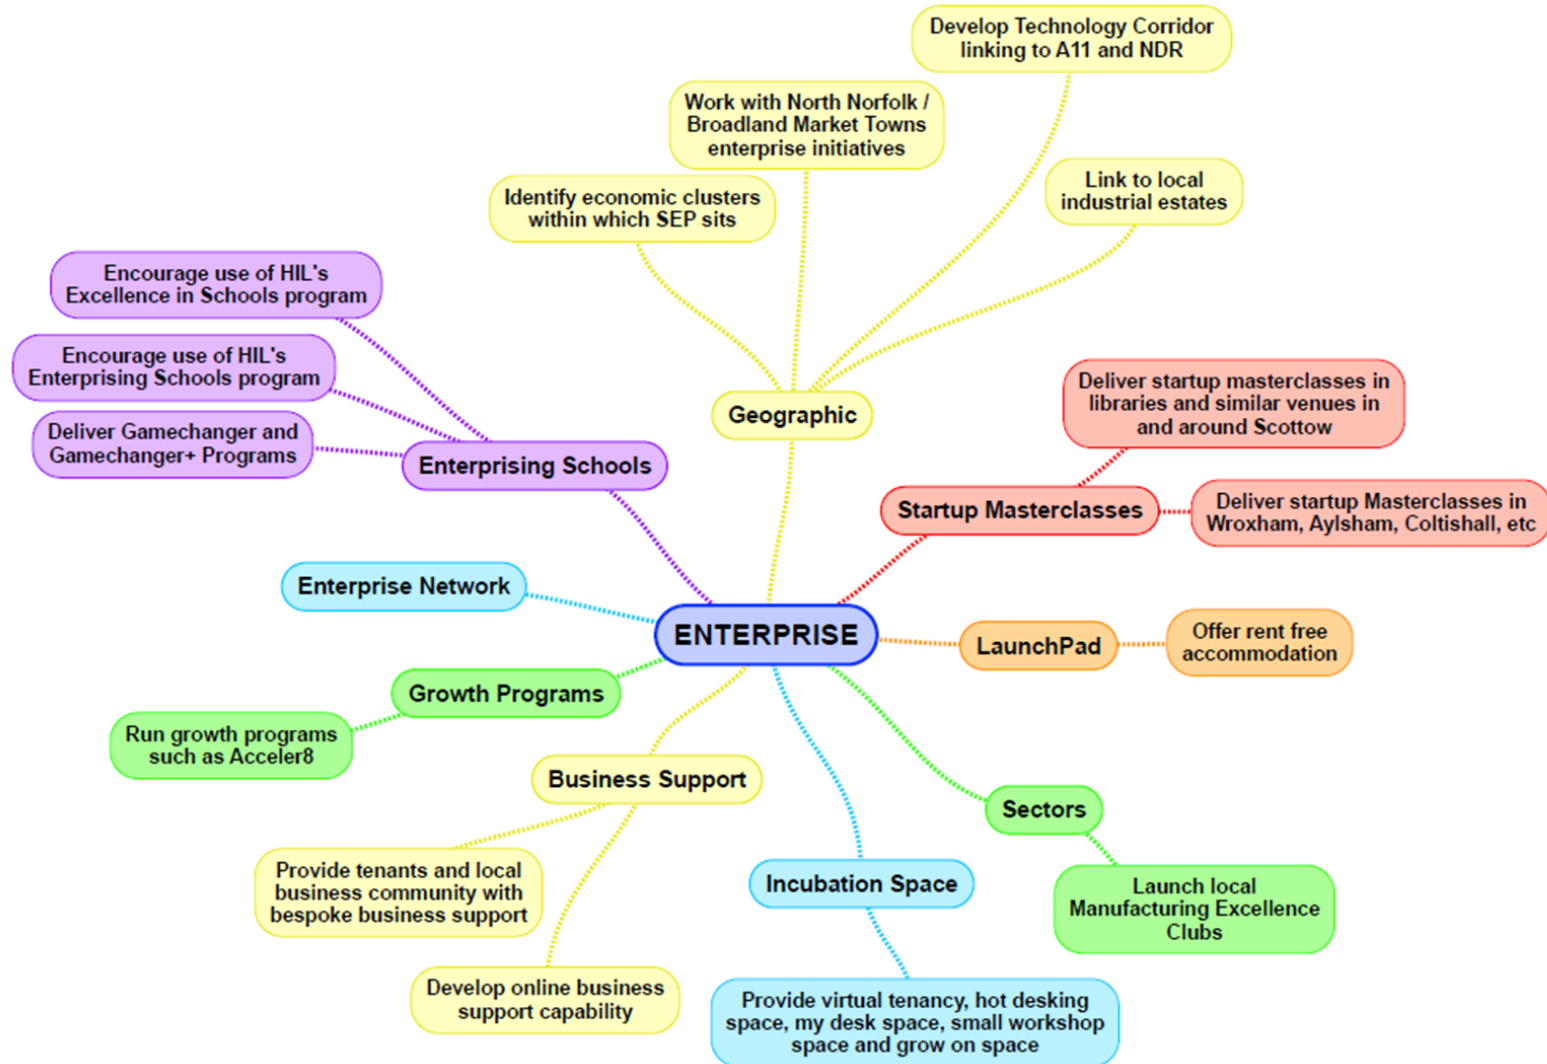 Develop Technology Corridor
linking to A11 and NDR
Work with North Norfolk /
Broadland Market Towns
enterprise initiatives
Link to local
industrial estates
Identify economic clusters
within which SEP sits
Encourage use of HIL's
Excellence in Schools program
Encourage use of HIL's
Enterprising Schools program
Deliver Gamechanger and
Gamechanger+ Programs
Enterprising Schools
Geographic
Deliver startup masterclasses in
libraries and similar venues in
and around Scottow
Startup Masterclasses
Deliver startup Masterclasses in
Wroxham, Aylsham, Coltishall, etc
Enterprise Network
ENTERPRISE
LaunchPad
Offer rent free
accommodation
Growth Programs
Run growth programs
such as Acceler8
Business Support
Sectors
Provide tenants and local
business community with
bespoke business support
Incubation Space
Launch local
Manufacturing Excellence
Clubs
Develop online business
support capability
Provide virtual tenancy, hot desking
space, my desk space, small workshop
space and grow on space